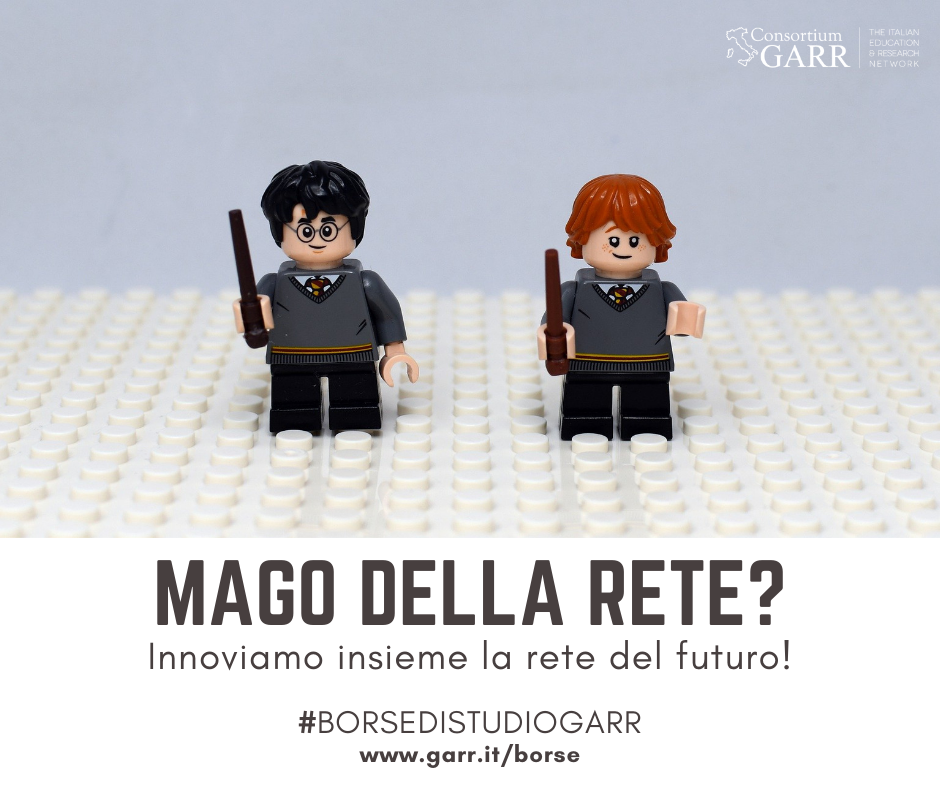 Consortium
GARR
THE ITALIAN
EDUCATION
& RESEARCH
NETWORK
MAGO DELLA RETE?
Innoviamo insieme la rete del futuro!
#BORSEDISTUDIOGARR
www.garr.it/borse